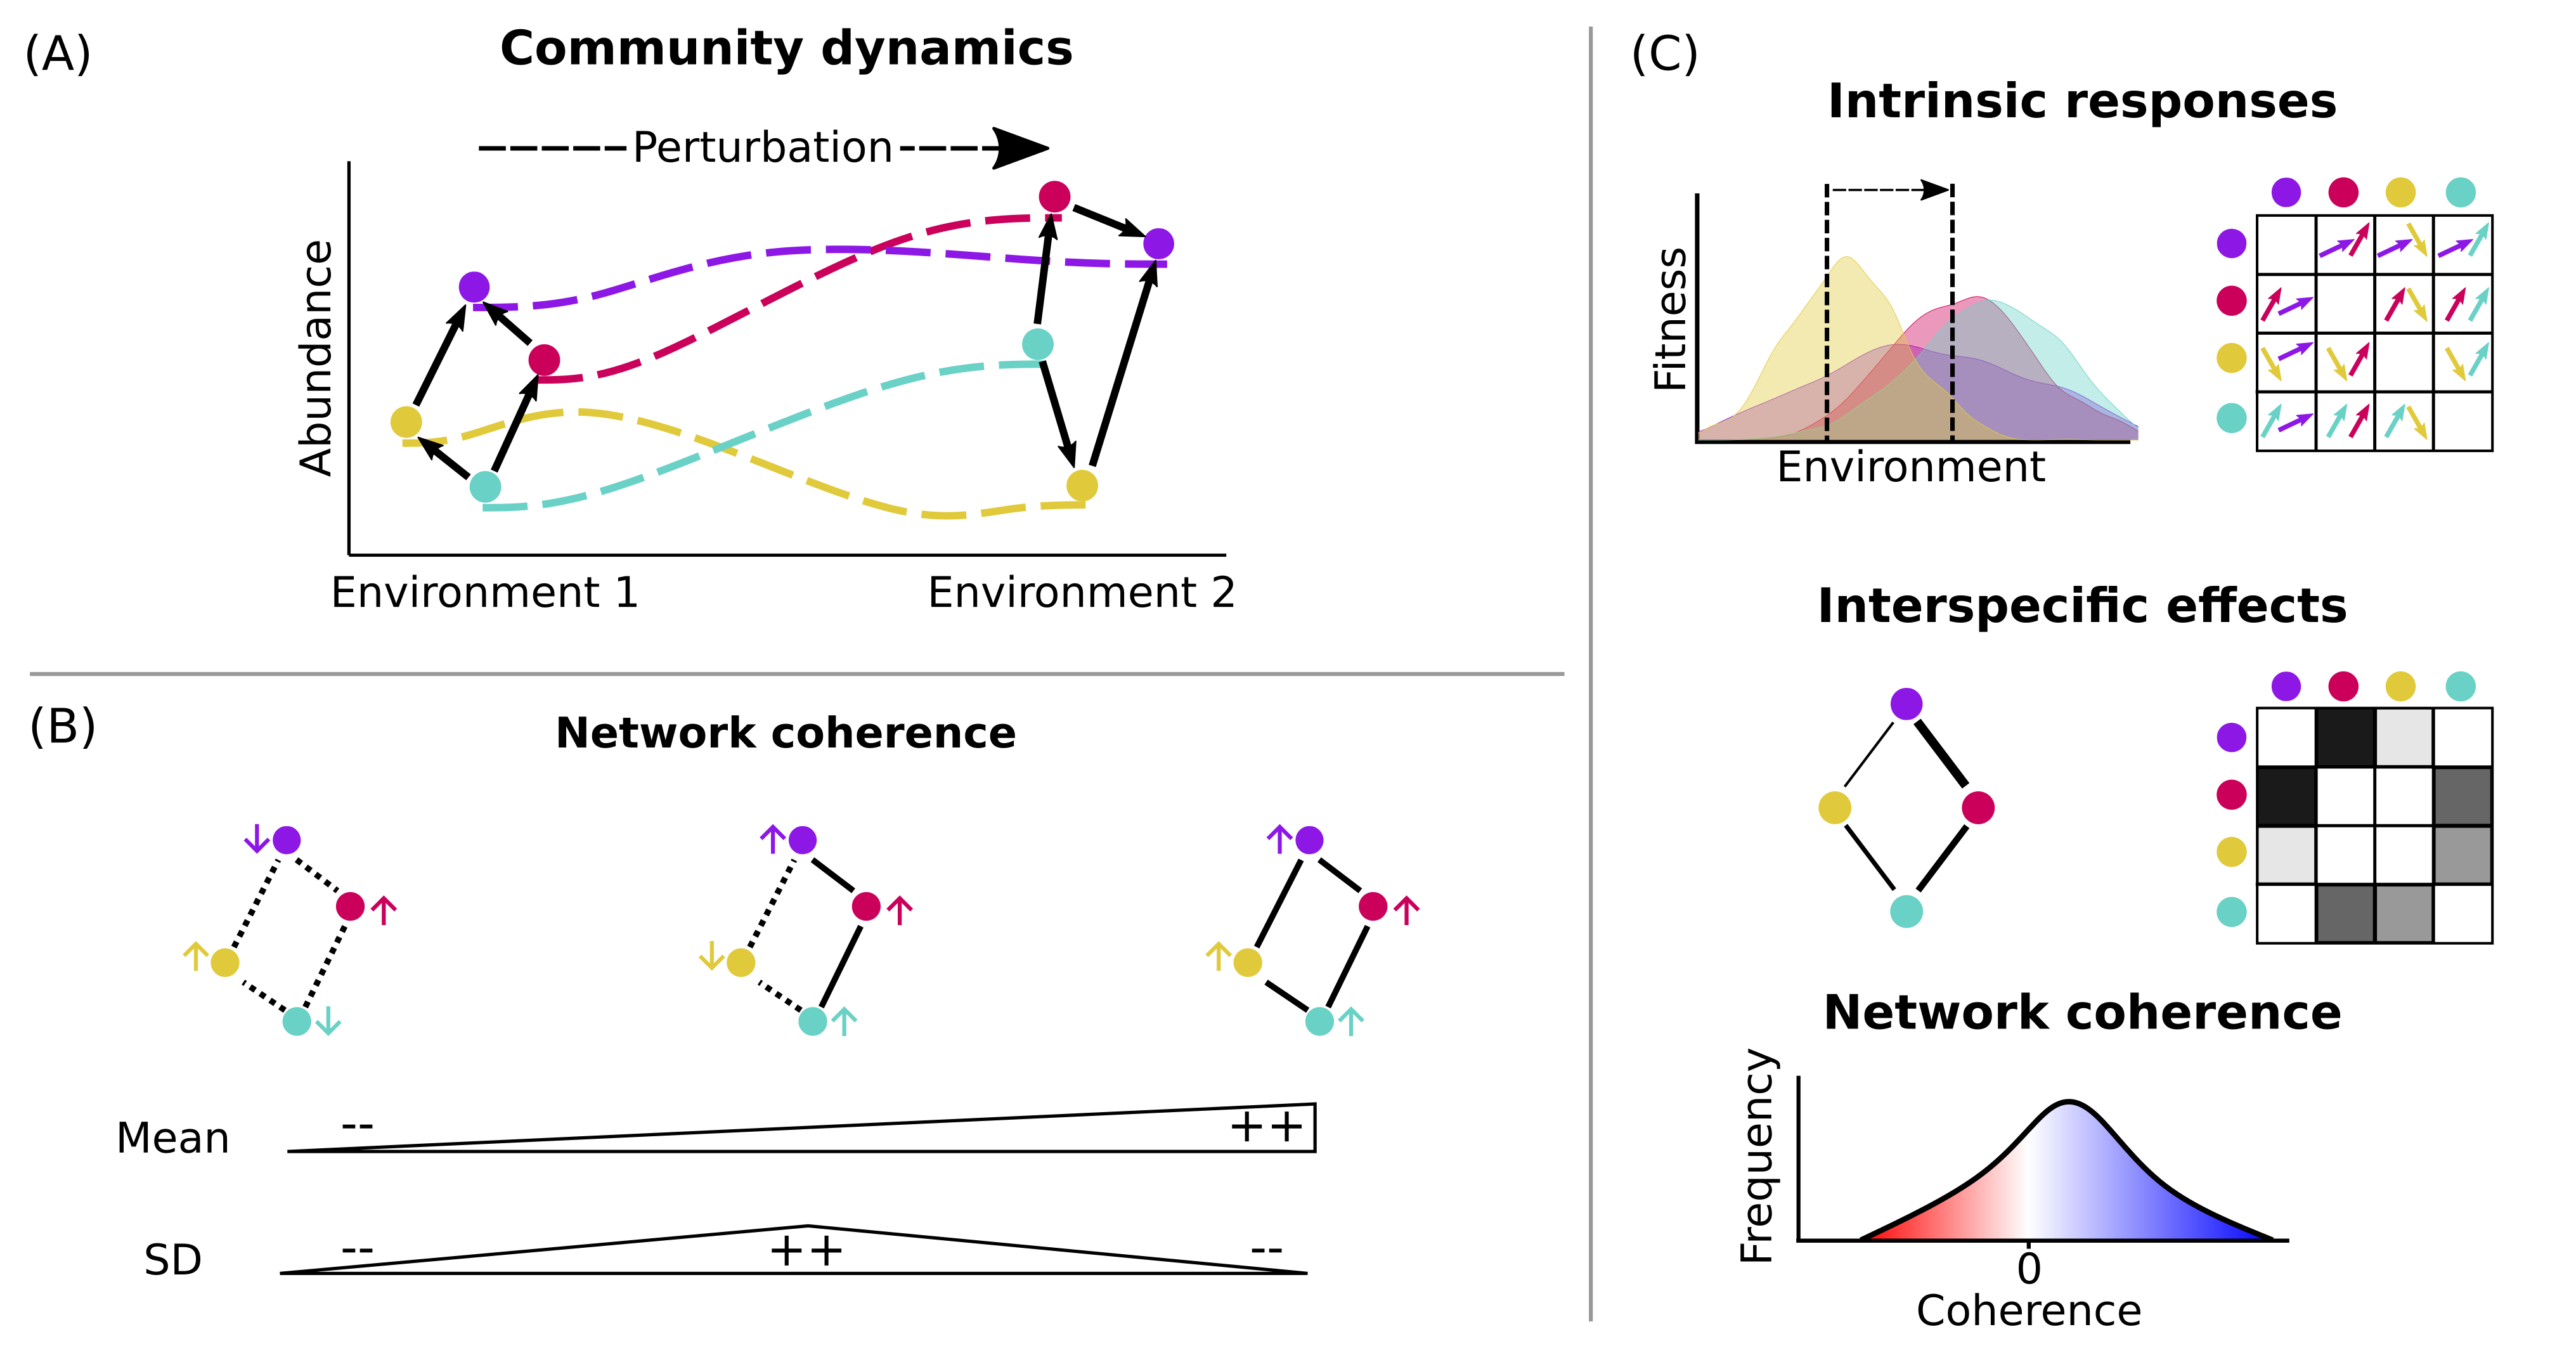 (A)
Community dynamics
Perturbation
Abundance
Environment 1
Environment 2
(B)
Network coherence
Mean
--
++
SD
--
++
--
(C)
Intrinsic responses
Fitness
Environment
Interspecific effects
Network coherence
Frequency
0
Coherence